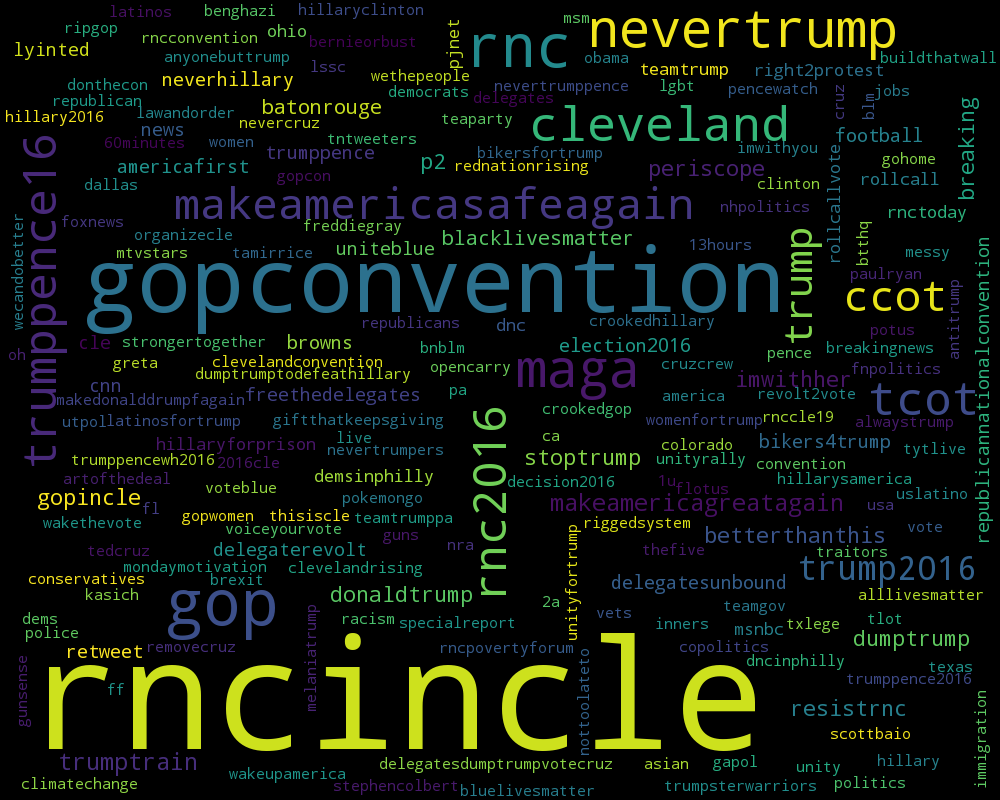 latinos
benghazi
hillaryclinton
msm
nevertrump
ripgop
rncconvention
ohio
bernieorbust
pjnet
rnc
lyinted
anyonebuttrump
obama
buildthatwall
donthecon
neverhillary
lssc
wethepeople
teamtrump
right2protest
republican
democrats
nevertrumppence
lgbt
pencewatch
cruz
blm
jobs
hillary2016
lawandorder
batonrouge
delegates
nevercruz
teaparty
cleveland
news
60minutes
women
tntweeters
football
breaking
trumppence16
americafirst
trumppence
gopcon
p2
bikersfortrump
rednationrising
imwithyou
periscope
gohome
dallas
clinton
rollcallvote
rollcall
makeamericasafeagain
nhpolitics
rnctoday
foxnews
freddiegray
wecandobetter
organizecle
uniteblue
blacklivesmatter
13hours
trump
btthq
messy
mtvstars
tamirrice
gopconvention
paulryan
ccot
republicannationalconvention
republicans
dnc
crookedhillary
potus
antitrump
oh
cle
strongertogether
browns
bnblm
election2016
pence
breakingnews
greta
clevelandconvention
opencarry
maga
cruzcrew
fnpolitics
dumptrumptodefeathillary
cnn
imwithher
tcot
makedonalddrumpfagain
freethedelegates
pa
america
revolt2vote
utpol
latinosfortrump
giftthatkeepsgiving
rnc2016
crookedgop
womenfortrump
rnccle19
alwaystrump
hillaryforprison
live
ca
colorado
bikers4trump
nevertrumpers
stoptrump
unityrally
convention
tytlive
trumppencewh2016
2016cle
artofthedeal
demsinphilly
decision2016
1u
flotus
hillarysamerica
voteblue
gopincle
fl
pokemongo
makeamericagreatagain
usa
uslatino
wakethevote
gopwomen
thisiscle
teamtrumppa
riggedsystem
voiceyourvote
guns
betterthanthis
vote
tedcruz
delegaterevolt
nra
unityfortrump
thefive
traitors
mondaymotivation
clevelandrising
trump2016
conservatives
brexit
delegatesunbound
kasich
gop
donaldtrump
2a
teamgov
alllivesmatter
dems
melaniatrump
racism
specialreport
vets
inners
msnbc
txlege
tlot
police
retweet
removecruz
rncpovertyforum
copolitics
dumptrump
gunsense
rncincle
nottoolateto
dncinphilly
texas
trumppence2016
ff
resistrnc
immigration
scottbaio
trumptrain
delegatesdumptrumpvotecruz
asian
gapol
unity
hillary
climatechange
wakeupamerica
stephencolbert
bluelivesmatter
trumpsterwarriors
politics